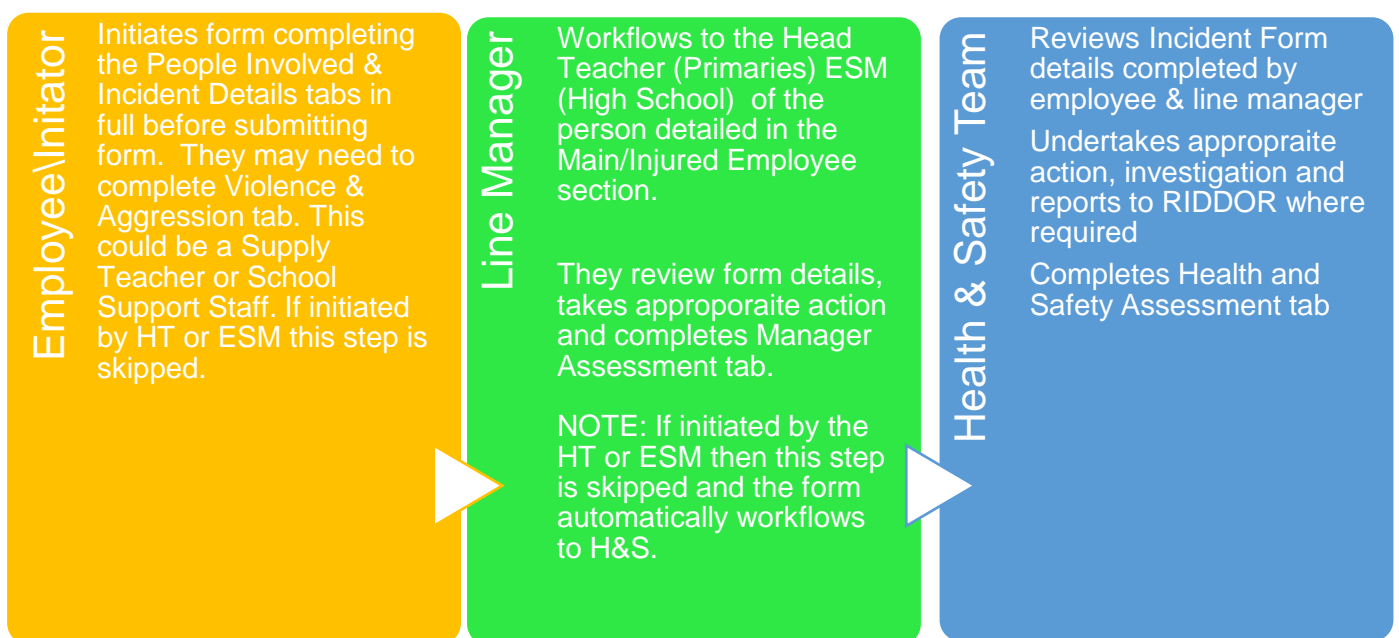 Employee\Initator
Initiates form completing
the People Involved &
Incident Details tabs in
full before submitting
form.  They may need to
complete Violence &
Aggression tab. This
could be a Supply
Teacher or School
Support Staff. If initiated
by HT or ESM this step is
skipped.
Line Manager
Workflows to the Head
Teacher (Primaries) ESM
(High School)  of the
person detailed in the
Main/Injured Employee
section.
They review form details,
takes approporaite action
and completes Manager
Assessment tab.
NOTE: If initiated by the
HT or ESM then this step
is skipped and the form
automatically workflows
to H&S.
Health & Safety Team
Reviews Incident Form
details completed by
employee & line manager
Undertakes appropraite
action, investigation and
reports to RIDDOR where
required
Completes Health and
Safety Assessment tab